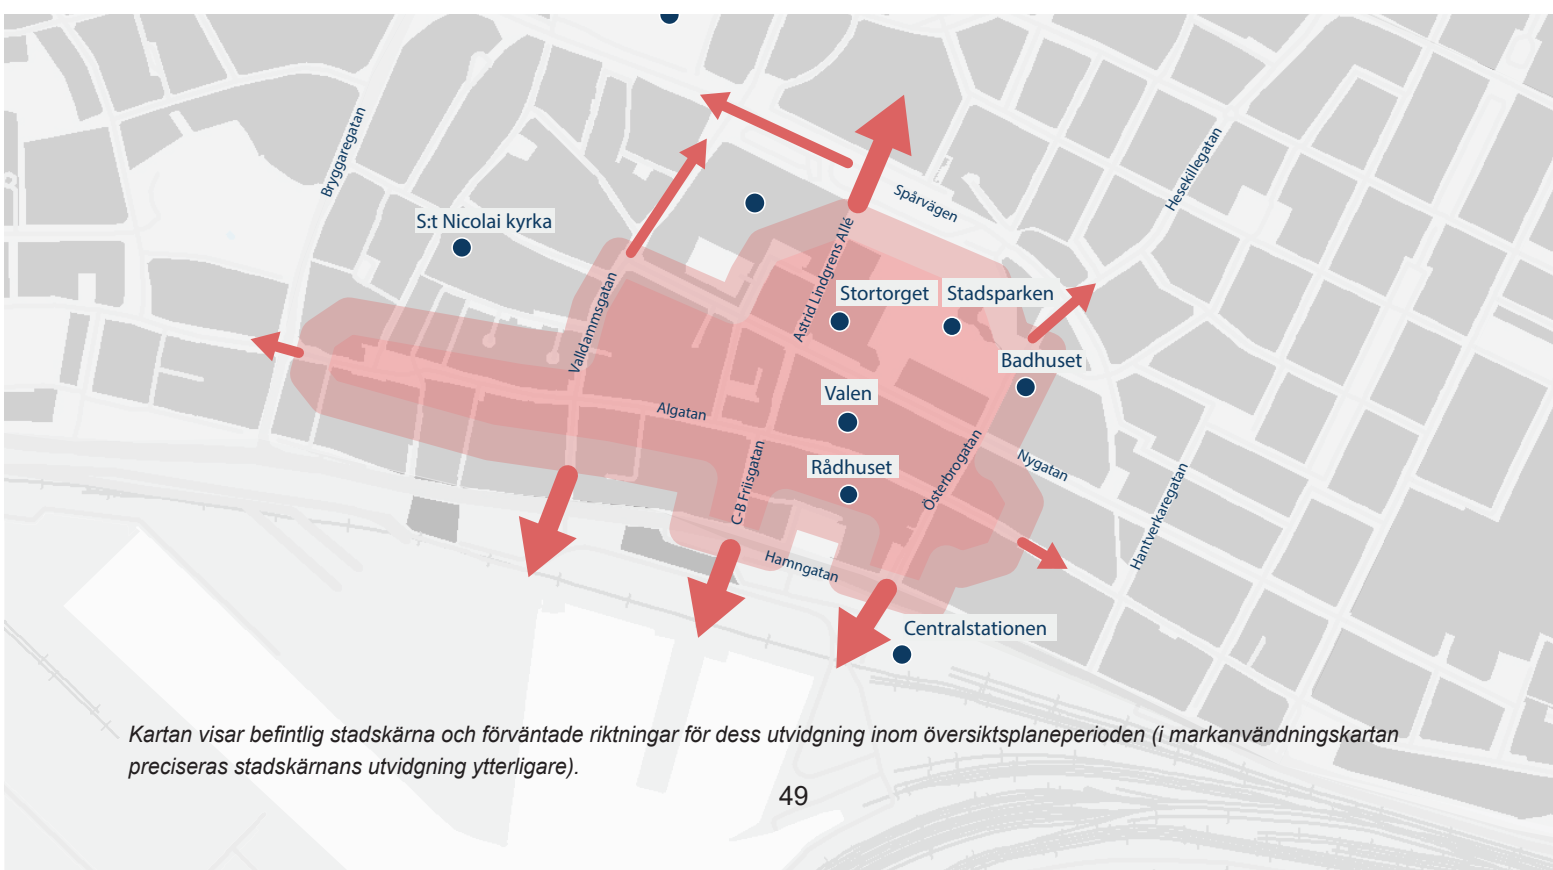 Bryggaregatan
Hesekillegatan
Spårvägen
S:t Nicolai kyrka
Astrid Lindgrens Allé
Stortorget
Stadsparken
Valldammsgatan
Badhuset
Valen
Algatan
Rådhuset
Österbrogatan
Nygatan
C-B Friisgatan
Hantverkaregatan
Hamngatan
Centralstationen
Kartan visar befintlig stadskärna och förväntade riktningar för dess utvidgning inom översiktsplaneperioden (i markanvändningskartan
preciseras stadskärnans utvidgning ytterligare).
49